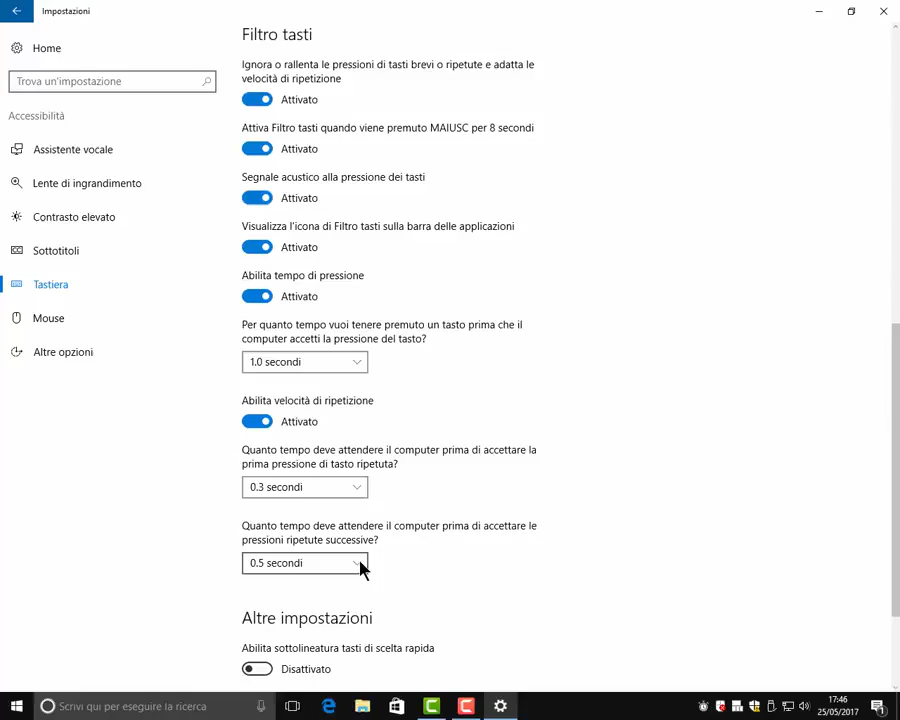 Impostazioni
Home
Trova un'impostazione
Accessibilità
Assistente vocale
Lente di ingrandimento
Contrasto elevato
Sottotitoli
Tastiera
Mouse
Altre opzioni
Filtro tasti
Ignora o rallenta le pressioni di tasti brevi o ripetute e adatta le
velocità di ripetizione
Attivato
Attiva Filtro tasti quando viene premuto MAIUSC per 8 secondi
Attivato
Segnale acustico alla pressione dei tasti
Attivato
Visualizza l'icona di Filtro tasti sulla barra delle applicazioni
Attivato
Abilita tempo di pressione
Attivato
Per quanto tempo vuoi tenere premuto un tasto prima che il
computer accetti la pressione del tasto?
1.0 secondi
Abilita velocità di ripetizione
Attivato
Quanto tempo deve attendere il computer prima di accettare la
prima pressione di tasto ripetuta?
0.3 secondi
Quanto tempo deve attendere il computer prima di accettare le
pressioni ripetute successive?
0.5 secondi
Altre impostazioni
Abilita sottolineatura tasti di scelta rapida
Disattivato
Scrivi qui per eseguire la ricerca
17:46
25/05/2017